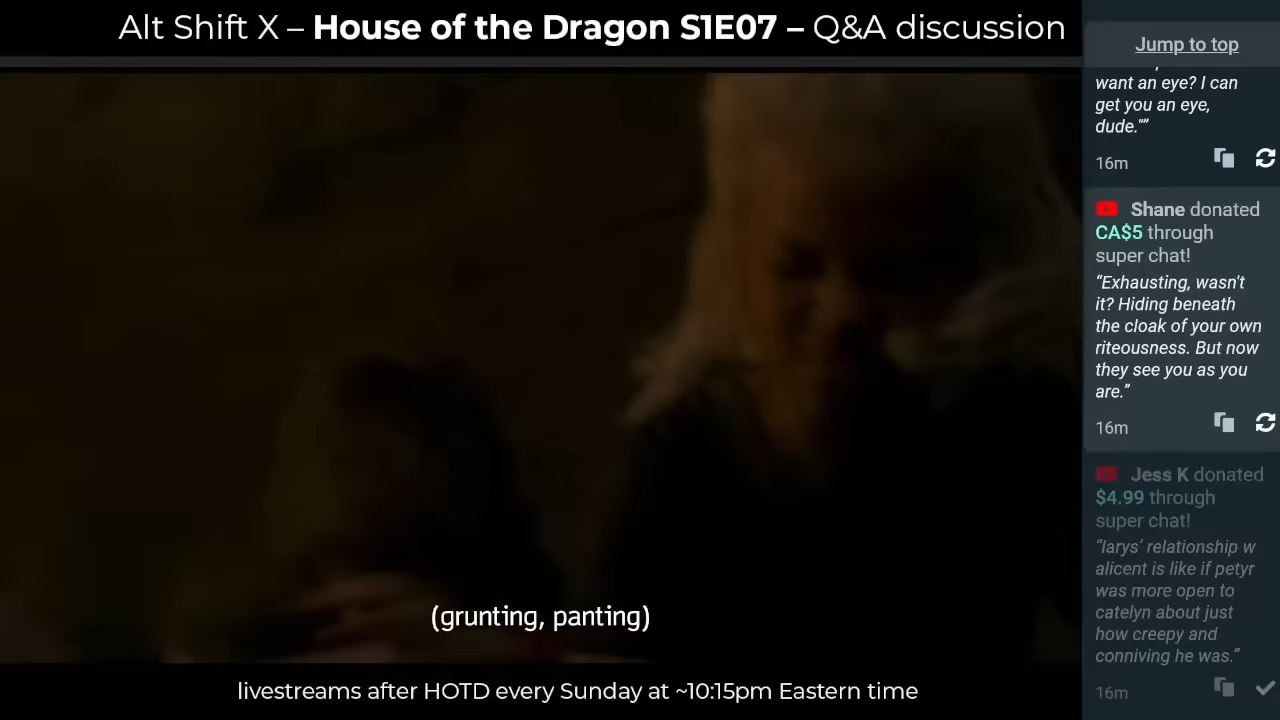 Alt Shift X – House of the Dragon S1E07 – Q&A discussion
(grunting, panting)
livestreams after HOTD every Sunday at ~10:15pm Eastern time
Jump to top
want an eye? I can
get you an eye,
dude.""
16m
Shane donated
CA$5 through
super chat!
“Exhausting, wasn't
it? Hiding beneath
the cloak of your own
riteousness. But now
they see you as you
are.”
16m
Jess K donated
$4.99 through
super chat!
“larys’ relationship w
alicent is like if petyr
was more open to
catelyn about just
how creepy and
conniving he was.”
16m